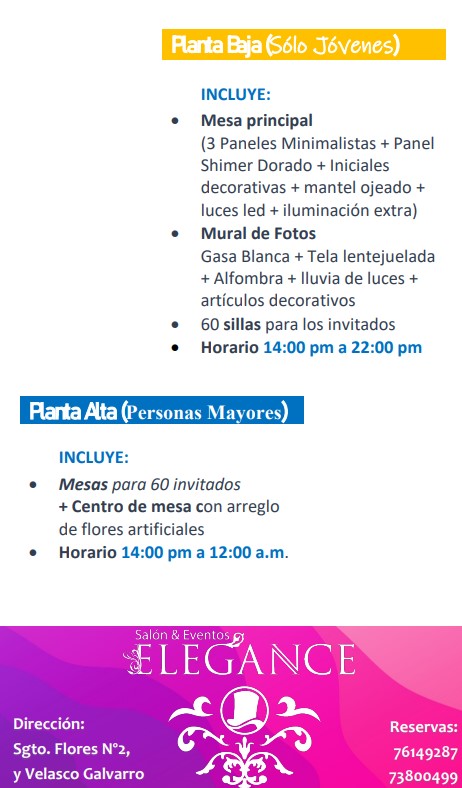 Planta Baja (Sólo Jóvenes)
INCLUYE:
• Mesa principal
(3 Paneles Minimalistas + Panel
Shimer Dorado + Iniciales
decorativas + mantel ojeado +
luces led + iluminación extra)
• Mural de Fotos
Gasa Blanca + Tela lentejuelada
+ Alfombra + lluvia de luces +
artículos decorativos
• 60 sillas para los invitados
• Horario 14:00 pm a 22:00 pm
Planta Alta (Personas Mayores)
INCLUYE:
• Mesas para 60 invitados
+ Centro de mesa con arreglo
de flores artificiales
• Horario 14:00 pm a 12:00 a.m.
Salón & Eventos
ELEGANCE
Dirección:
Sgto. Flores N°2,
y Velasco Galvarro
Reservas:
76149287
73800499